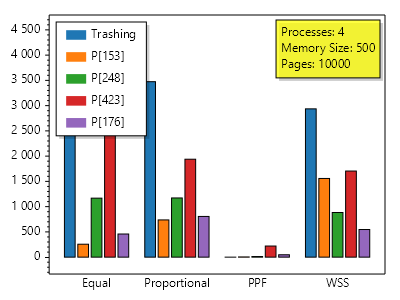 4 500
4 000
3 500
3 000
2 500
2 000
1 500
1 000
500
0
Trashing
P[153]
P[248]
P[423]
P[176]
Processes: 4
Memory Size: 500
Pages: 10000
Equal
Proportional
PPF
WSS